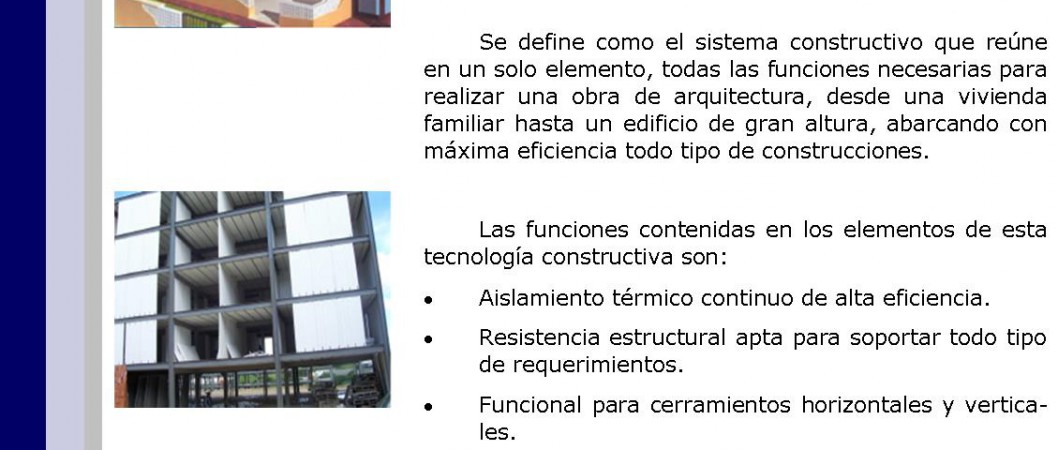 Se define como el sistema constructivo que reúne
en un solo elemento, todas las funciones necesarias para
realizar una obra de arquitectura, desde una vivienda
familiar hasta un edificio de gran altura, abarcando con
máxima eficiencia todo tipo de construcciones.
Las funciones contenidas en los elementos de esta
tecnología constructiva son:
• Aislamiento térmico continuo de alta eficiencia.
• Resistencia estructural apta para soportar todo tipo
de requerimientos.
• Funcional para cerramientos horizontales y vertica-
les.